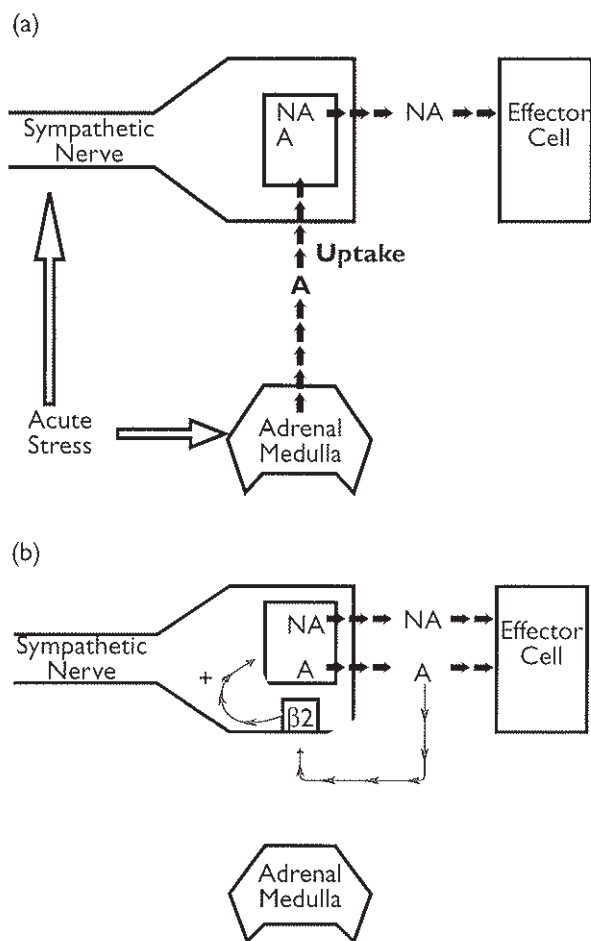 (a)
Sympathetic
Nerve
NA
A
NA
Effector
Cell
Uptake
A
Acute
Stress
Adrenal
Medulla
(b)
Sympathetic
Nerve
NA
NA
Effector
Cell
A
A
+
β2
Adrenal
Medulla